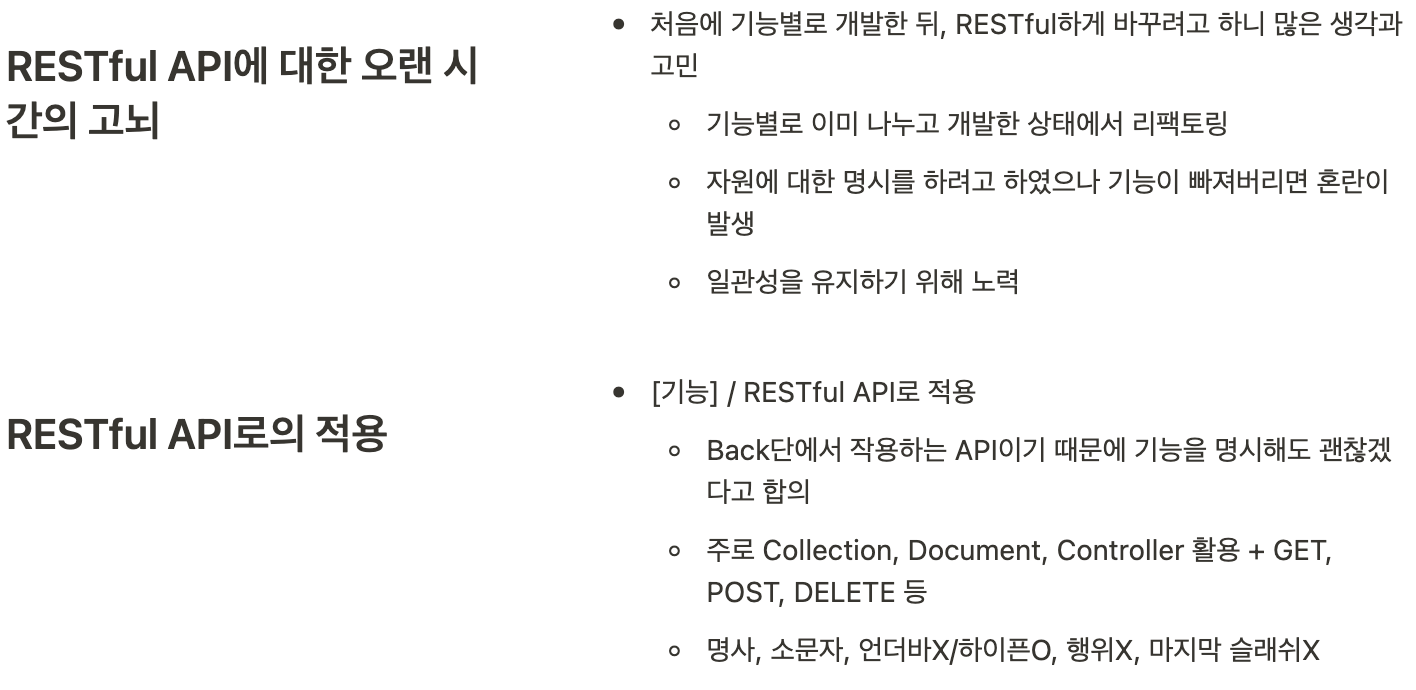 RESTful API에 대한 오랜 시
간의 고뇌
• 처음에 기능별로 개발한 뒤, RESTful하게 바꾸려고 하니 많은 생각과
고민
◦ 기능별로 이미 나누고 개발한 상태에서 리팩토링
◦ 자원에 대한 명시를 하려고 하였으나 기능이 빠져버리면 혼란이
발생
◦ 일관성을 유지하기 위해 노력
RESTful API로의 적용
• [기능] / RESTful API로 적용
◦ Back단에서 작용하는 API이기 때문에 기능을 명시해도 괜찮겠
다고 합의
◦ 주로 Collection, Document, Controller 활용 + GET,
POST, DELETE 등
◦ 명사, 소문자, 언더바X/하이픈O, 행위X, 마지막 슬래쉬X